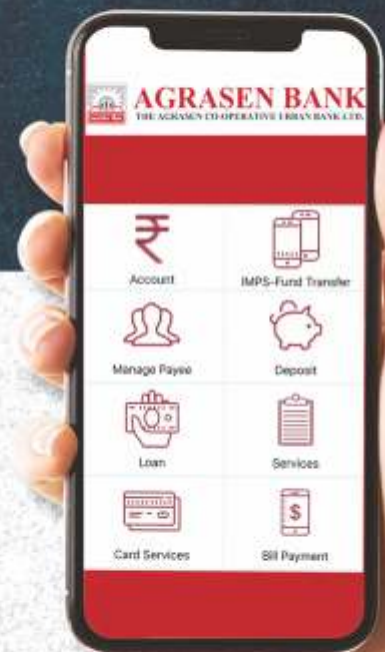 AGRASEN BANK
THE AGRASEN CO-OPERATIVE URBAN BANK LTD.
₹
Account
IMPS-Fund Transfer
Manage Payee
Deposit
Loan
Services
$
Card Services
Bill Payment